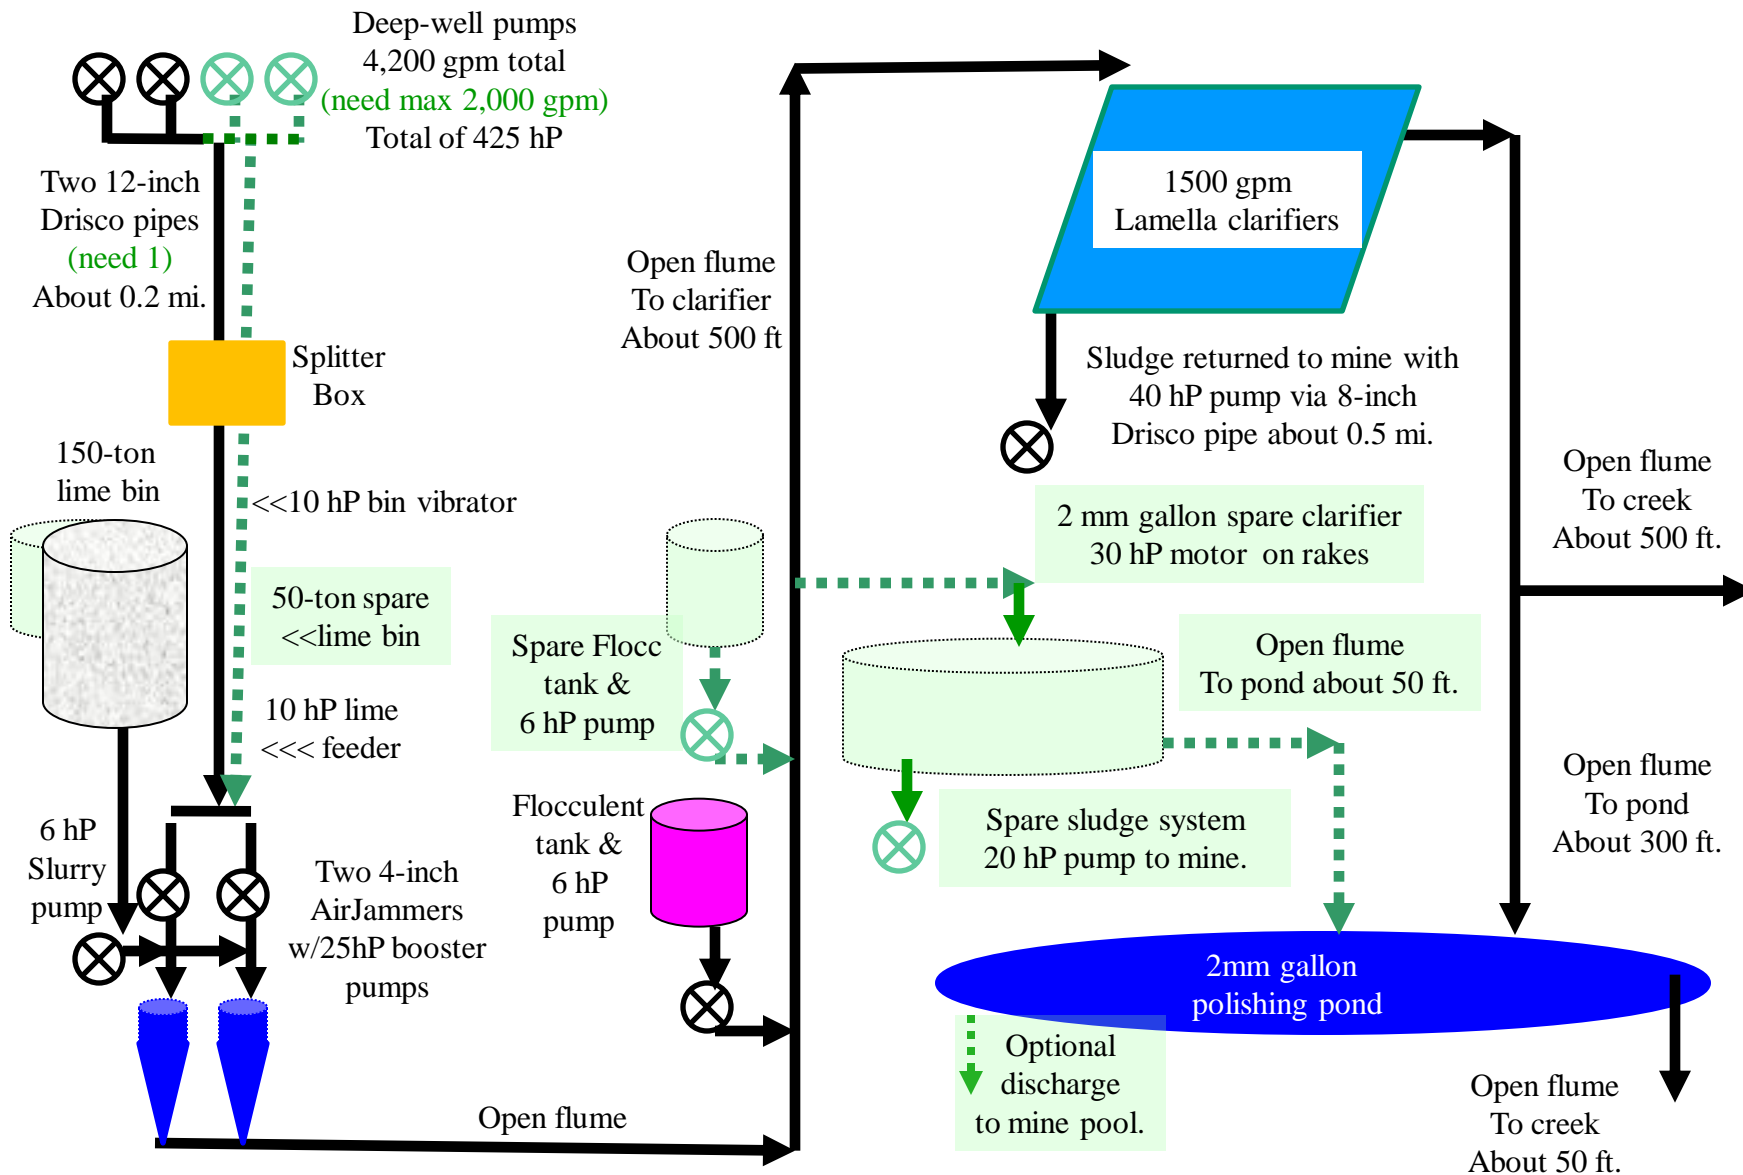 Deep-well pumps
4,200 gpm total
(need max 2,000 gpm)
Total of 425 hP
Two 12-inch
Drisco pipes
(need 1)
About 0.2 mi.
Splitter
Box
150-ton
lime bin
<<10 hP bin vibrator
50-ton spare
<<lime bin
10 hP lime
<<< feeder
6 hP
Slurry
pump
Two 4-inch
AirJammers
w/25hP booster
pumps
Open flume
Open flume
To clarifier
About 500 ft
Spare Flocc
tank &
6 hP pump
Flocculent
tank &
6 hP
pump
1500 gpm
Lamella clarifiers
Sludge returned to mine with
40 hP pump via 8-inch
Drisco pipe about 0.5 mi.
2 mm gallon spare clarifier
30 hP motor on rakes
Open flume
To pond about 50 ft.
Spare sludge system
20 hP pump to mine.
Open flume
To creek
About 500 ft.
Open flume
To pond
About 300 ft.
2mm gallon
polishing pond
Optional
discharge
to mine pool.
Open flume
To creek
About 50 ft.